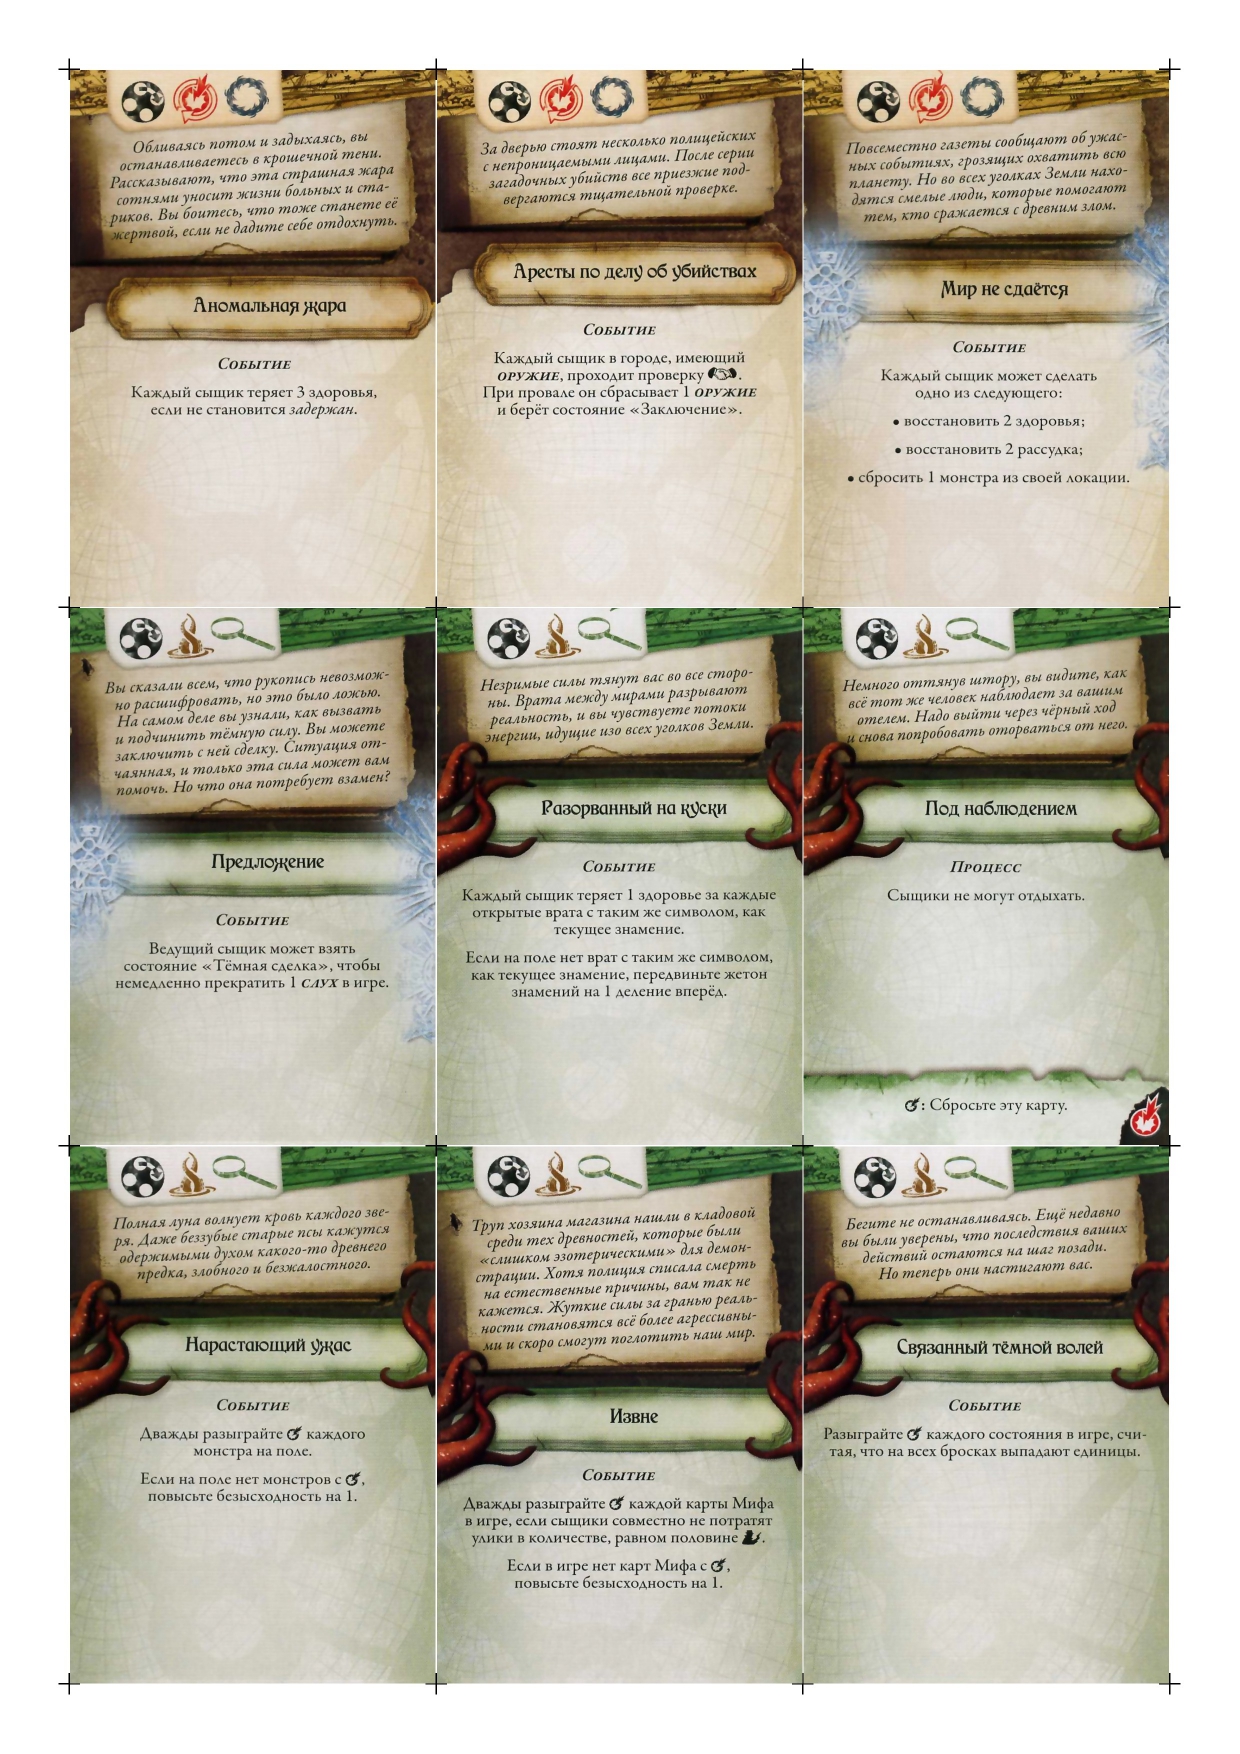 Обливаясь потом и задыхаясь, вы
останавливаетесь в крошечной тени.
Рассказывают, что эта страшная жара
сотнями уносит жизни больных и ста-
риков. Вы боитесь, что тоже станете её
жертвой, если не дадите себе отдохнуть.
Аномальная жара
Событие
Каждый сыщик теряет 3 здоровья,
если не становится задержан.
За дверью стоят несколько полицейских
с непроницаемыми лицами. После серии
загадочных убийств все приезжие под-
вергаются тщательной проверке.
Аресты по делу об убийствах
Событие
Каждый сыщик в городе, имеющий
ОРУЖИЕ, проходит проверку .
При провале он сбрасывает 1 ОРУЖИЕ
и берёт состояние «Заключение».
Повсеместно газеты сообщают об ужас-
ных событиях, грозящих охватить всю
планету. Но во всех уголках Земли нахо-
дятся смелые люди, которые помогают
тем, кто сражается с древним злом.
Мир не сдаётся
Событие
Каждый сыщик может сделать
одно из следующего:
• восстановить 2 здоровья;
• восстановить 2 рассудка;
• сбросить 1 монстра из своей локации.
Вы сказали всем, что рукопись невозмож-
но расшифровать, но это было ложью.
На самом деле вы узнали, как вызвать
и подчинить тёмную силу. Вы можете
заключить с ней сделку. Ситуация от-
чаянная, и только эта сила может вам
помочь. Но что она потребует взамен?
Предложение
Событие
Ведущий сыщик может взять
состояние «Тёмная сделка», чтобы
немедленно прекратить 1 СЛУХ в игре.
Незримые силы тянут вас во все сторо-
ны. Врата между мирами разрывают
реальность, и вы чувствуете потоки
энергии, идущие изо всех уголков Земли.
Разорванный на куски
Событие
Каждый сыщик теряет 1 здоровье за каждые
открытые врата с таким же символом, как
текущее знамение.
Если на поле нет врат с таким же символом,
как текущее знамение, передвиньте жетон
знамений на 1 деление вперёд.
Немного оттянув штору, вы видите, как
всё тот же человек наблюдает за вашим
отелем. Надо выйти через чёрный ход
и снова попробовать оторваться от него.
Под наблюдением
Процесс
Сыщики не могут отдыхать.
: Сбросьте эту карту.
Полная луна волнует кровь каждого зве-
ря. Даже беззубые старые псы кажутся
одержимыми духом какого-то древнего
предка, злобного и безжалостного.
Нарастающий ужас
Событие
Дважды разыграйте каждого
монстра на поле.
Если на поле нет монстров с ,
повысьте безысходность на 1.
Труп хозяина магазина нашли в кладовой
среди тех древностей, которые были
«слишком эзотерическими» для демон-
страции. Хотя полиция списала смерть
на естественные причины, вам так не
кажется. Жуткие силы за гранью реаль-
ности становятся всё более агрессивны-
ми и скоро смогут поглотить наш мир.
Извне
Событие
Дважды разыграйте каждой карты Мифа
в игре, если сыщики совместно не потратят
улики в количестве, равном половине .
Если в игре нет карт Мифа с ,
повысьте безысходность на 1.
Бегите не останавливаясь. Ещё недавно
вы были уверены, что последствия ваших
действий остаются на шаг позади.
Но теперь они настигают вас.
Связанный тёмной волей
Событие
Разыграйте каждого состояния в игре, счи-
тая, что на всех бросках выпадают единицы.